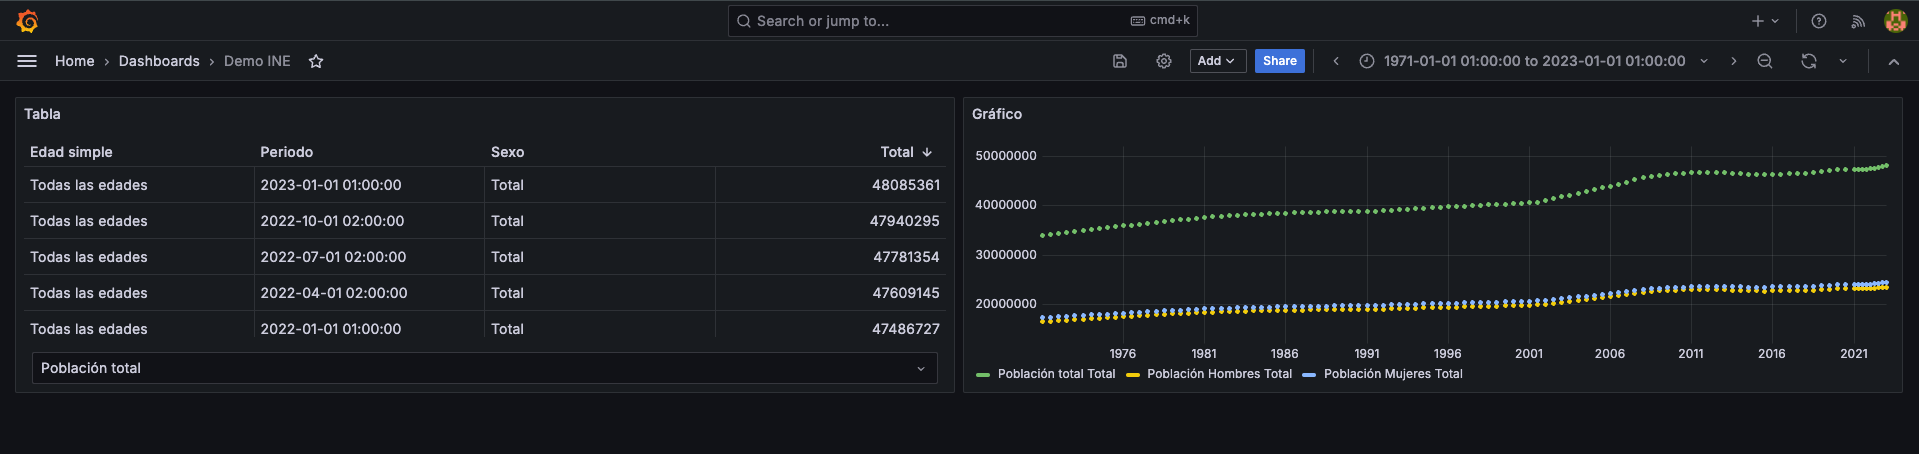 Search or jump to...
cmd+k
Home › Dashboards › Demo INE
Add
Share
1971-01-01 01:00:00 to 2023-01-01 01:00:00
Tabla
Edad simple Periodo Sexo Total
Todas las edades 2023-01-01 01:00:00 Total 48085361
Todas las edades 2022-10-01 02:00:00 Total 47940295
Todas las edades 2022-07-01 02:00:00 Total 47781354
Todas las edades 2022-04-01 02:00:00 Total 47609145
Todas las edades 2022-01-01 01:00:00 Total 47486727
Población total
Gráfico
50000000
40000000
30000000
20000000
1976 1981 1986 1991 1996 2001 2006 2011 2016 2021
Población total Total Población Hombres Total Población Mujeres Total